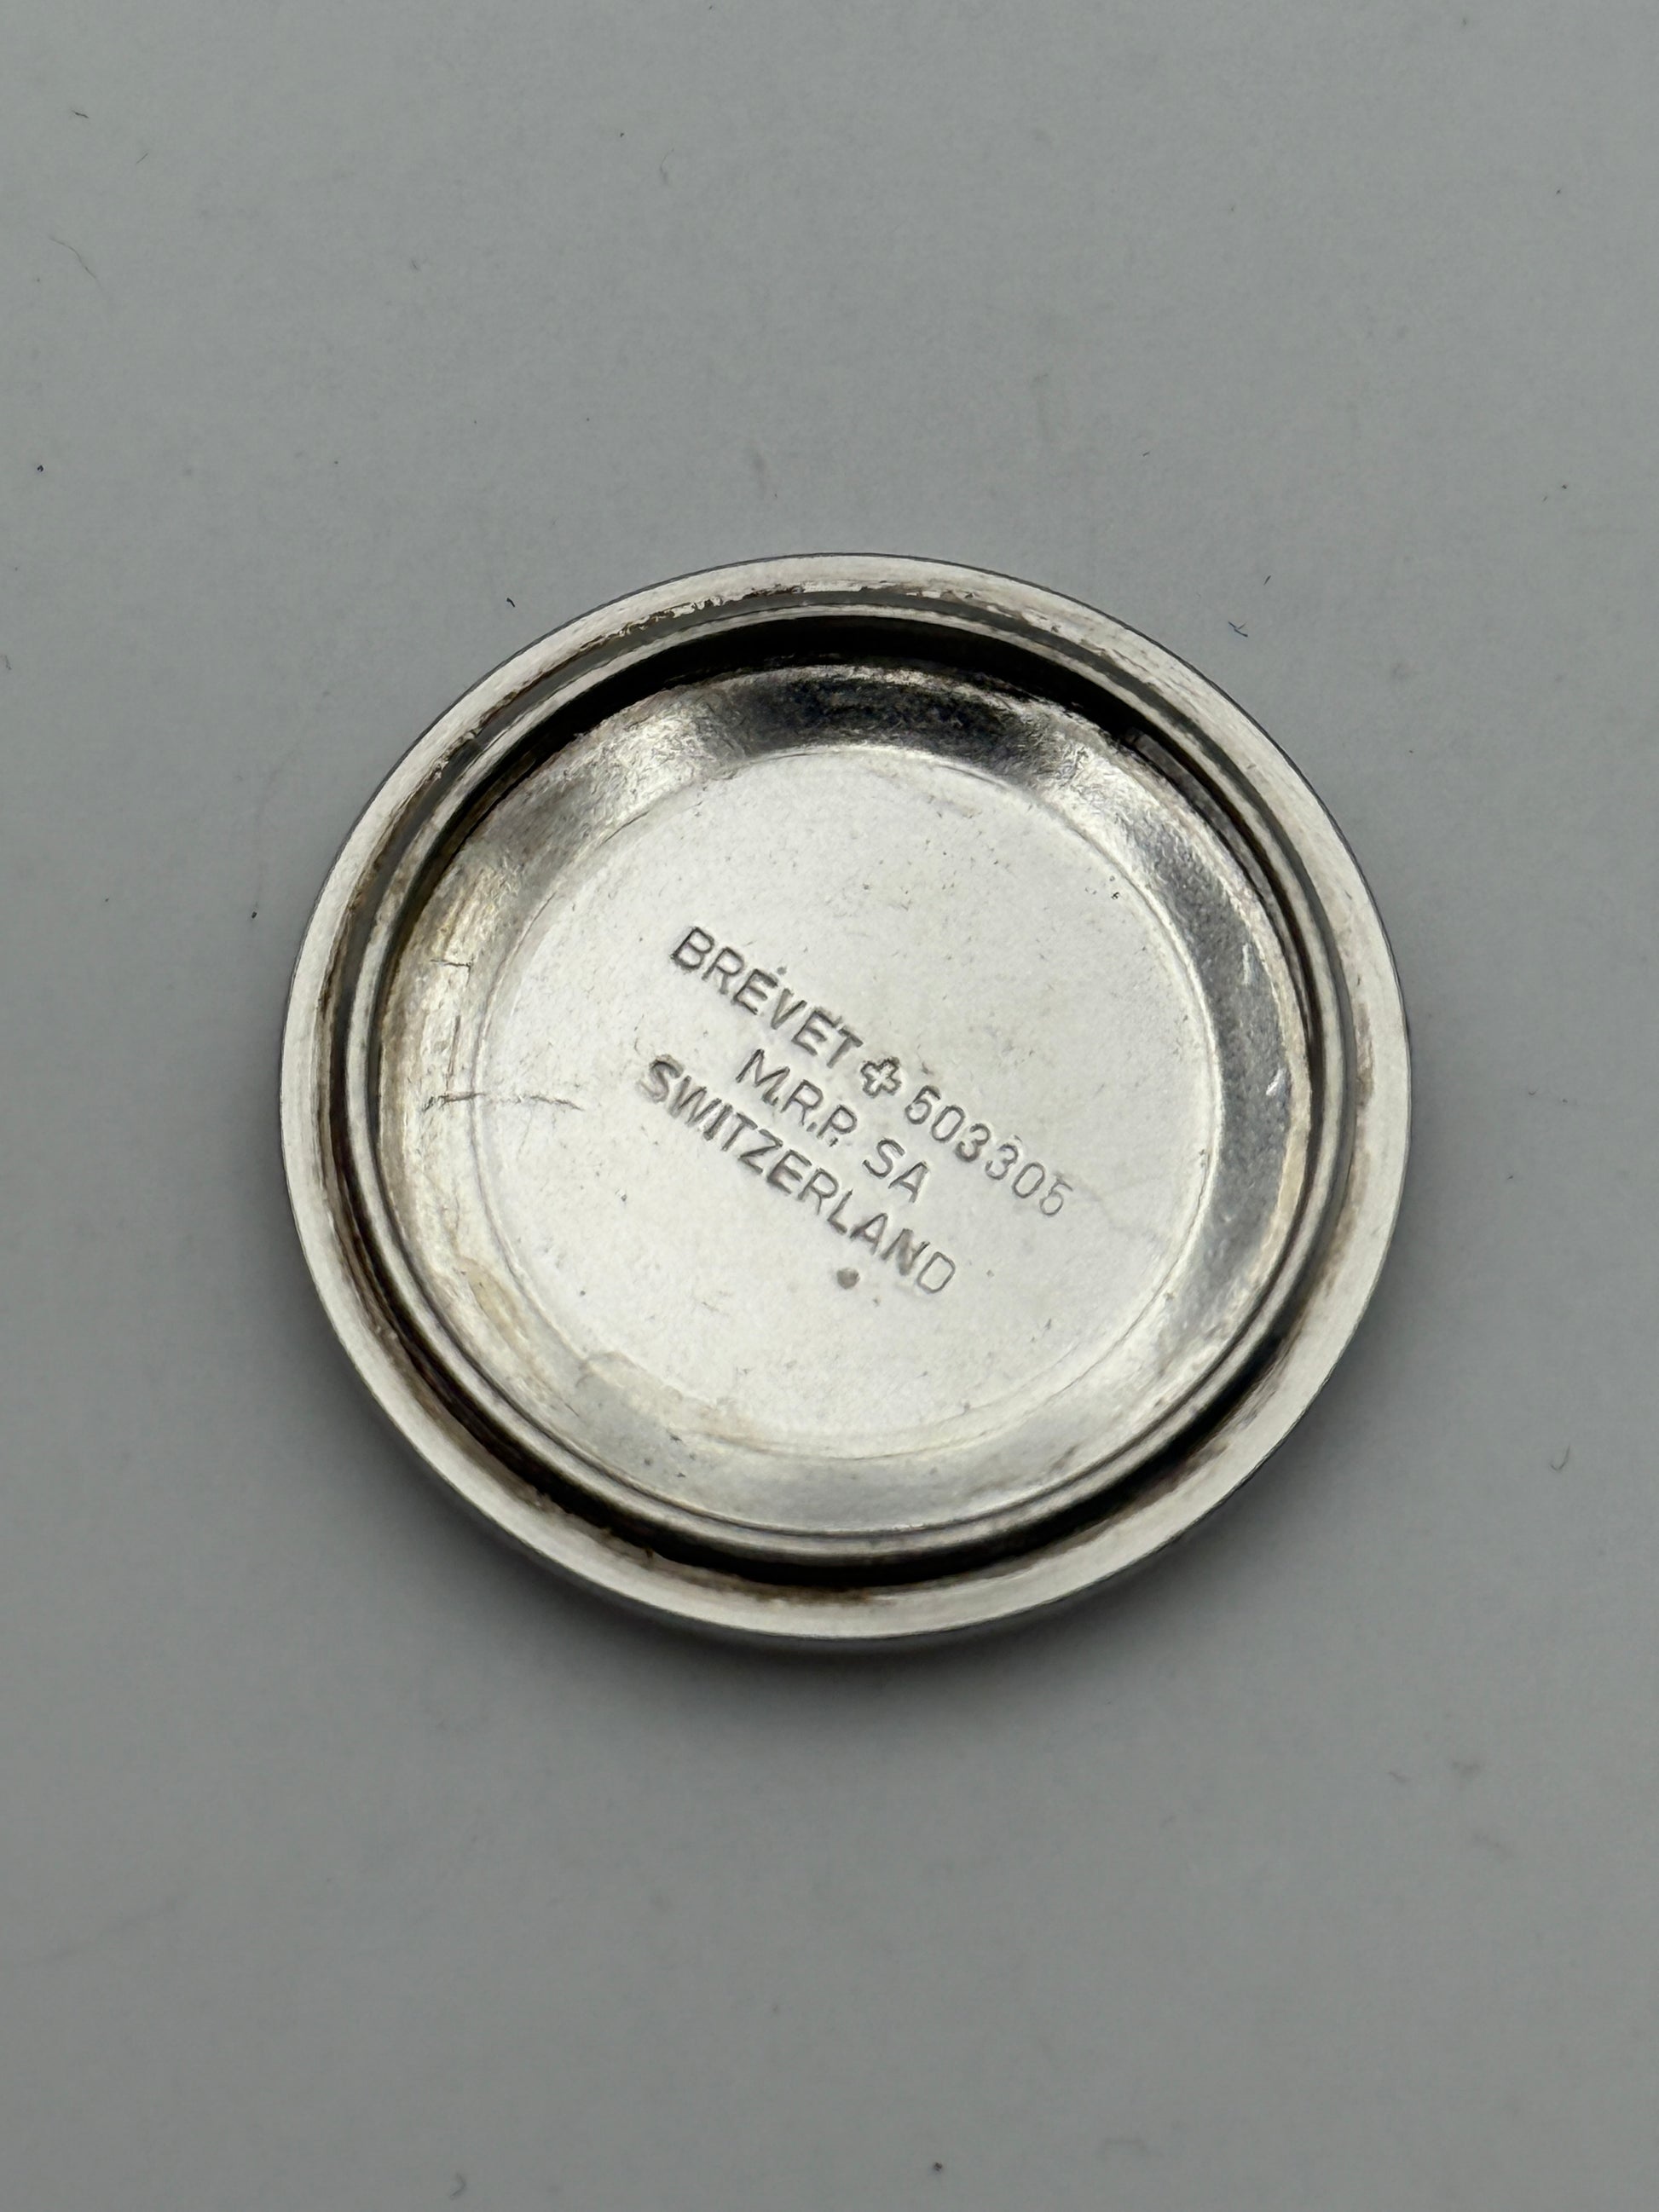 BREVET ✚ 503305
M.R.P. SA
SWITZERLAND